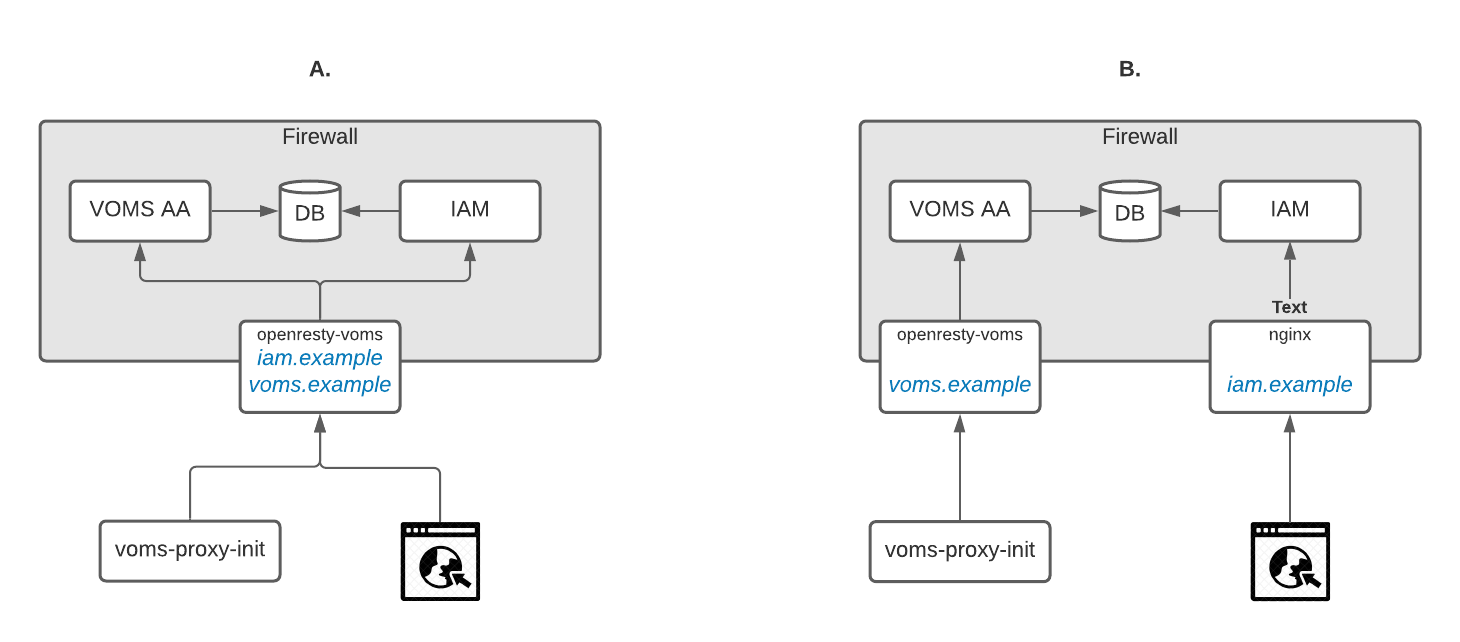 A.
Firewall
VOMS AA
DB
IAM
openresty-voms
iam.example
voms.example
voms-proxy-init
B.
Firewall
VOMS AA
DB
IAM
Text
openresty-voms
voms.example
nginx
iam.example
voms-proxy-init